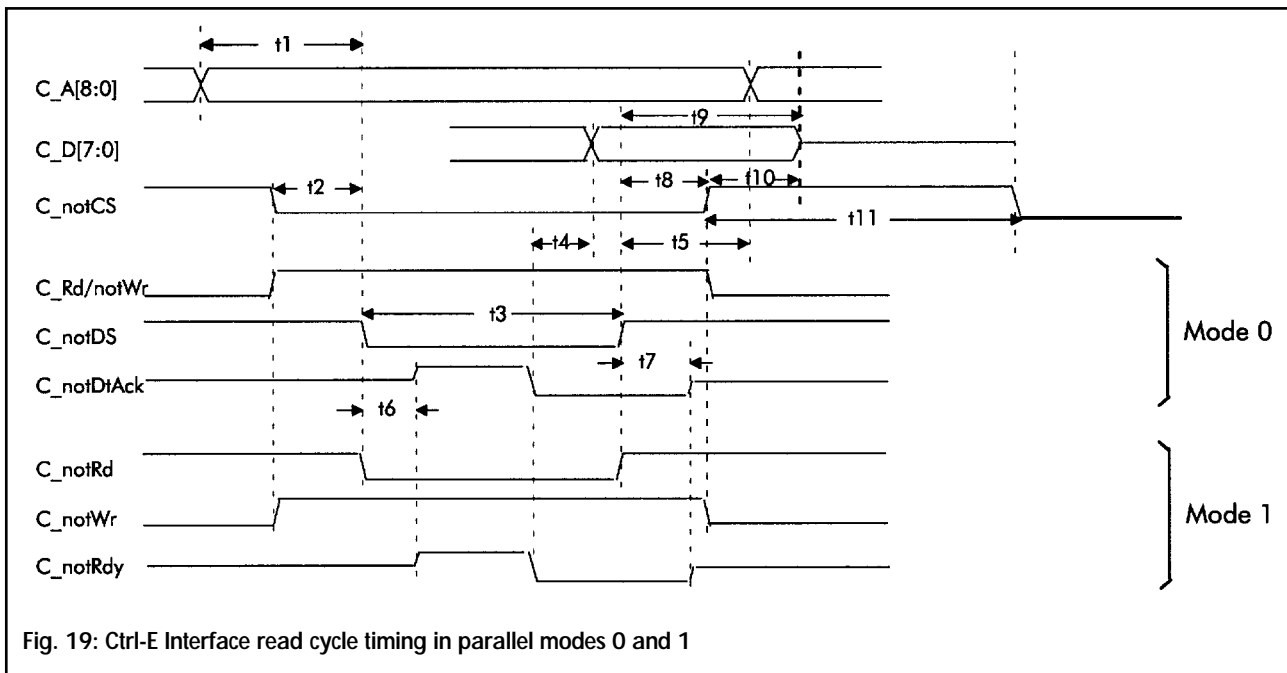 t1
C_A[8:0]
t9
C_D[7:0]
t2
t8
t10
C_notCS
t11
t4
t5
C_Rd/notWr
t3
C_notDS
Mode 0
t7
C_notDtAck
t6
C_notRd
C_notWr
Mode 1
C_notRdy
Fig. 19: Ctrl-E Interface read cycle timing in parallel modes 0 and 1